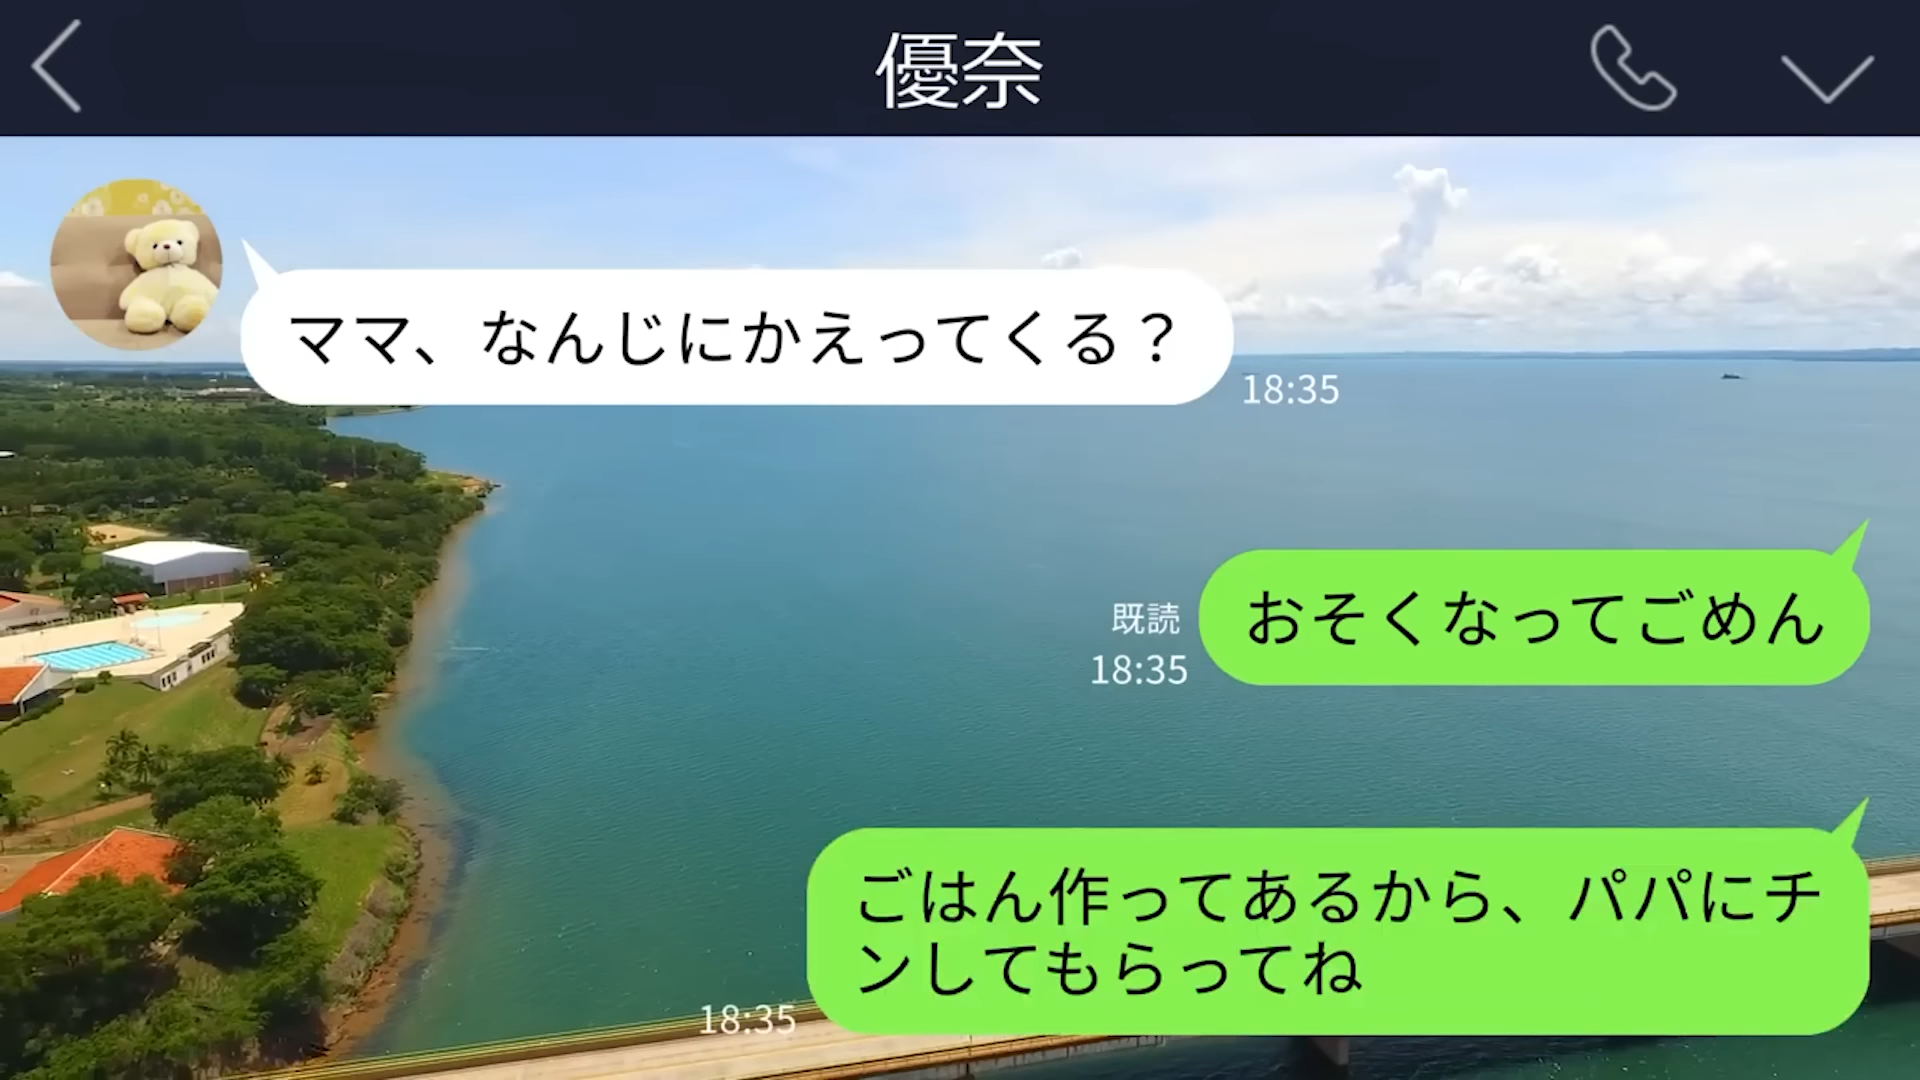 優奈
ママ、なんじにかえってくる？
18:35
おそくなってごめん
既読
18:35
ごはん作ってあるから、パパにチ
ンしてもらってね
18:35